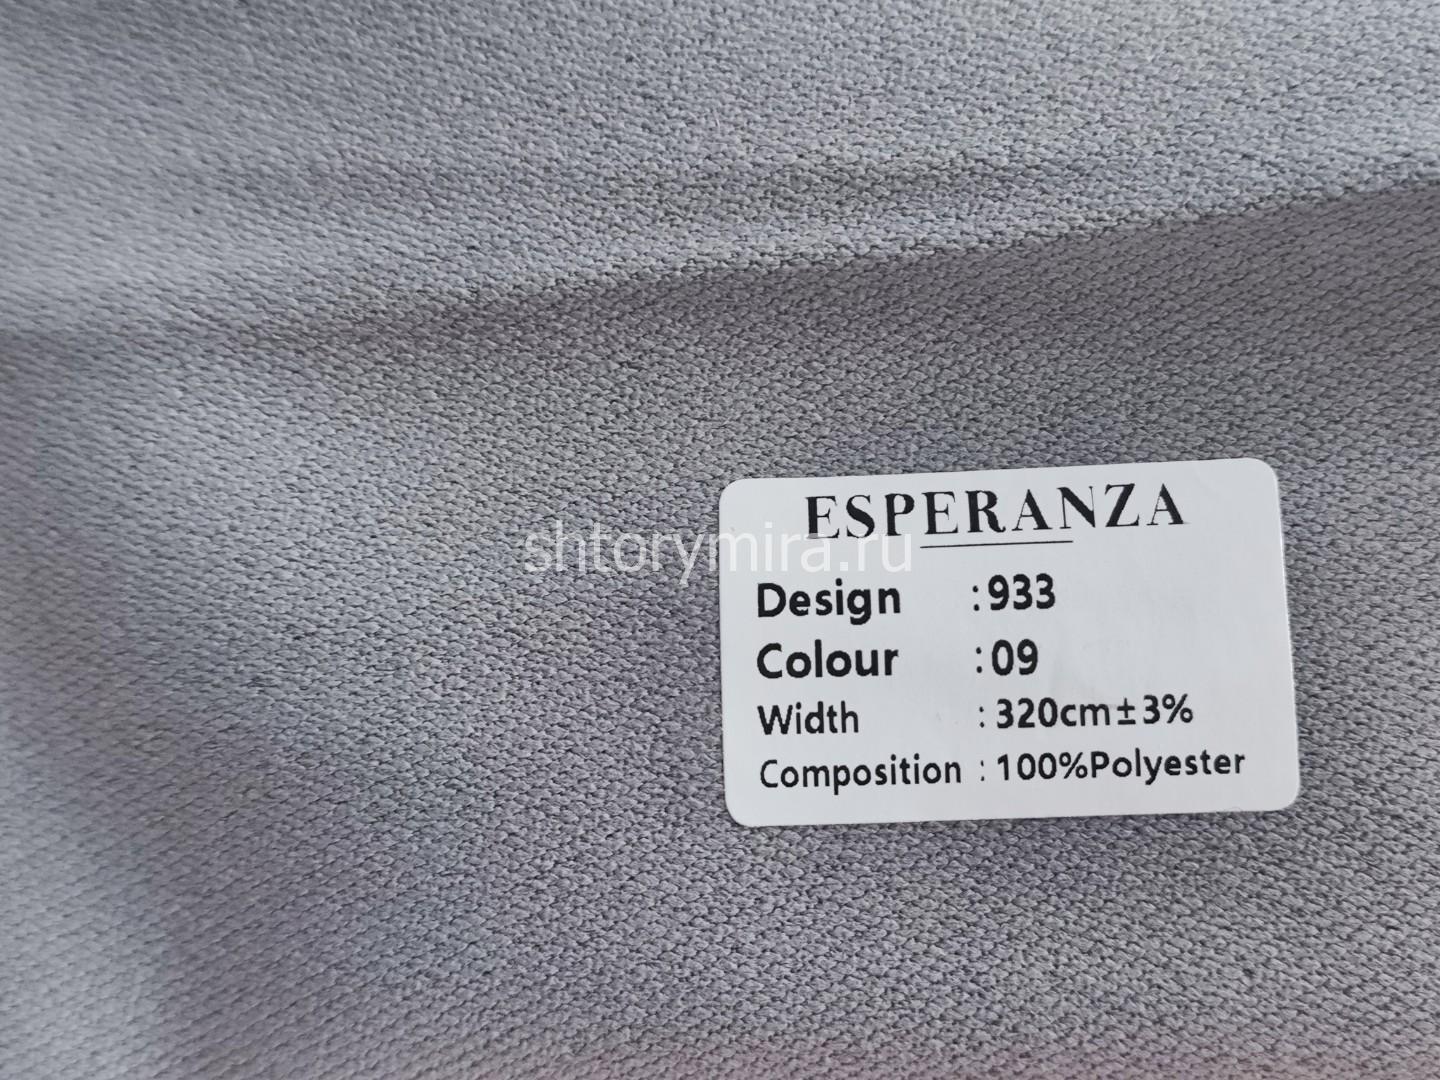 ESPERANZA
shtorymira.ru
Design :933
Colour :09
Width : 320cm±3%
Composition : 100%Polyester